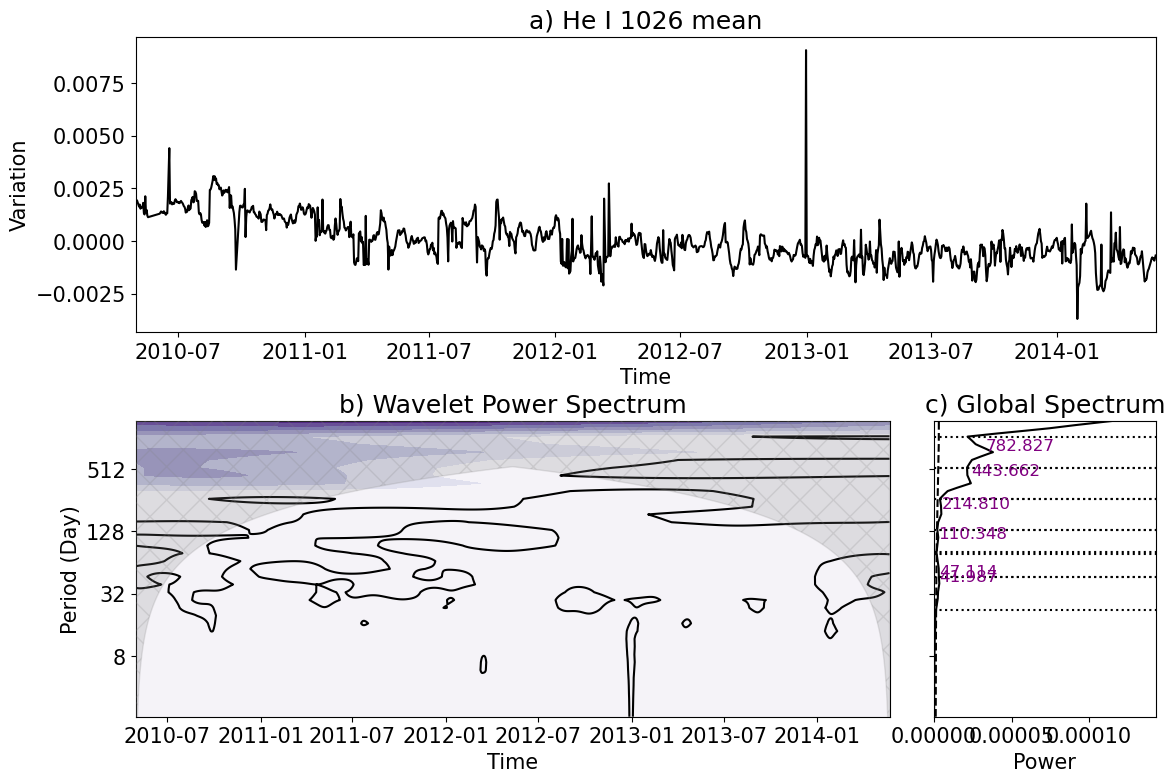 a) He I 1026 mean
Variation
0.0075
0.0050
0.0025
0.0000
−0.0025
2010-07 2011-01 2011-07 2012-01 2012-07 2013-01 2013-07 2014-01
Time
b) Wavelet Power Spectrum
Period (Day)
512
128
32
8
2010-07 2011-01 2011-07 2012-01 2012-07 2013-01 2013-07 2014-01
Time
c) Global Spectrum
782.827
443.662
214.810
110.348
47.114
41.987
0.00000 0.00005 0.00010
Power